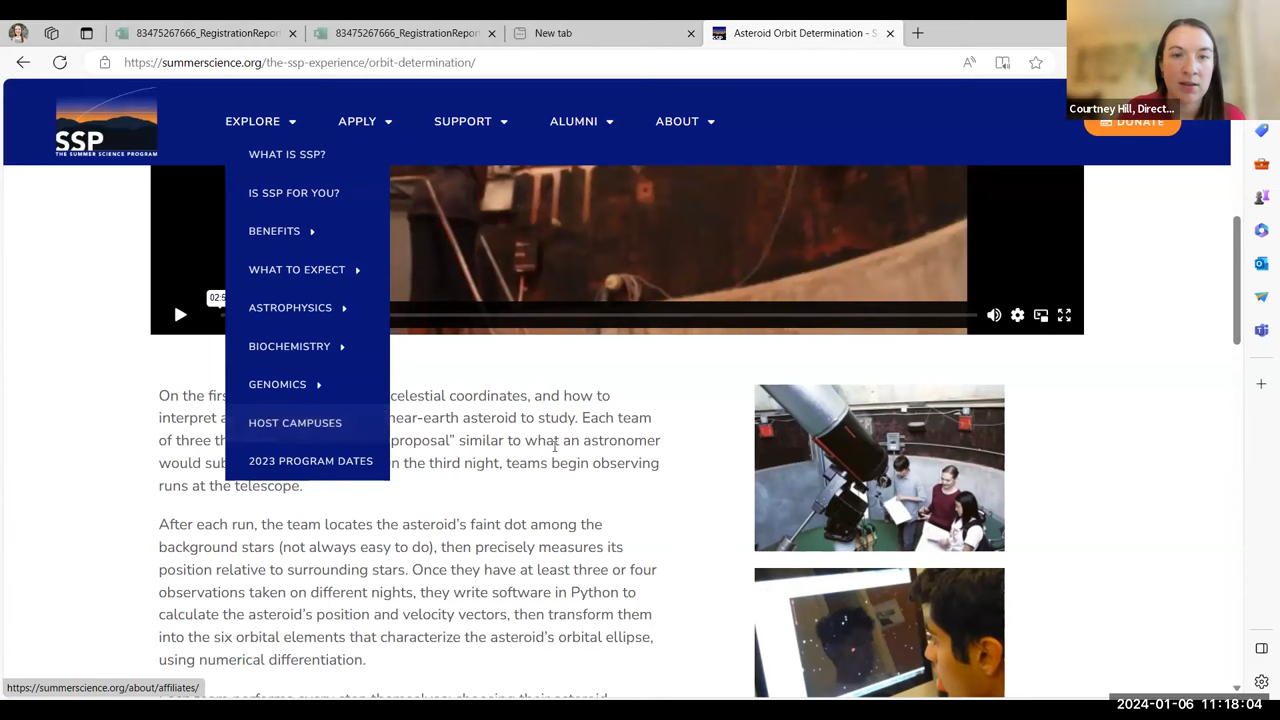 83475267666_RegistrationRepor
83475267666_RegistrationRepor
New tab
Asteroid Orbit Determination - S
https://summerscience.org/the-ssp-experience/orbit-determination/
Courtney Hill, Direct...
SSP
THE SUMMER SCIENCE PROGRAM
EXPLORE
APPLY
SUPPORT
ALUMNI
ABOUT
DONATE
WHAT IS SSP?
IS SSP FOR YOU?
BENEFITS
WHAT TO EXPECT
ASTROPHYSICS
BIOCHEMISTRY
GENOMICS
HOST CAMPUSES
2023 PROGRAM DATES
On the firs celestial coordinates, and how to
interpret near-earth asteroid to study. Each team
of three th proposal” similar to what an astronomer
would sub n the third night, teams begin observing
runs at the telescope.
After each run, the team locates the asteroid’s faint dot among the
background stars (not always easy to do), then precisely measures its
position relative to surrounding stars. Once they have at least three or four
observations taken on different nights, they write software in Python to
calculate the asteroid’s position and velocity vectors, then transform them
into the six orbital elements that characterize the asteroid’s orbital ellipse,
using numerical differentiation.
https://summerscience.org/about/affiliates/
2024-01-06 11:18:04